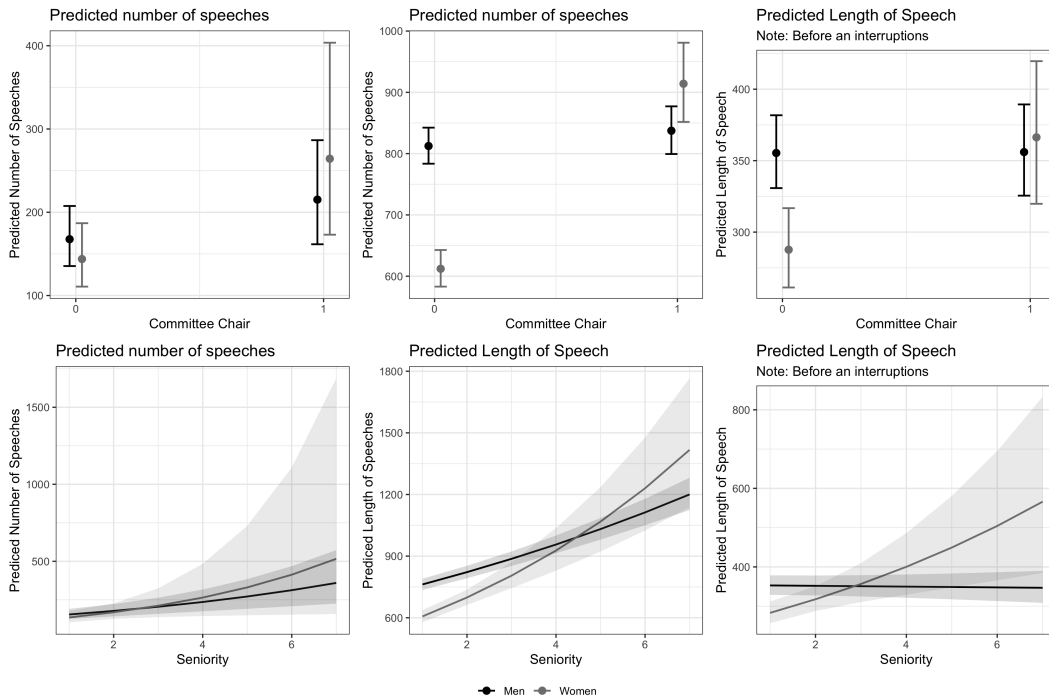 Predicted number of speeches
Predicted Number of Speeches
400
300
200
100
0
1
Committee Chair
Predicted number of speeches
Predicted Number of Speeches
1000
900
800
700
600
0
1
Committee Chair
Predicted Length of Speech
Note: Before an interruptions
Predicted Length of Speech
400
350
300
0
1
Committee Chair
Predicted number of speeches
Prediced Number of Speeches
1500
1000
500
2
4
6
Seniority
Predicted Length of Speech
Prediced Length of Speeches
1800
1500
1200
900
600
2
4
6
Seniority
Predicted Length of Speech
Note: Before an interruptions
Predicted Length of Speech
800
600
400
2
4
6
Seniority
Men
Women